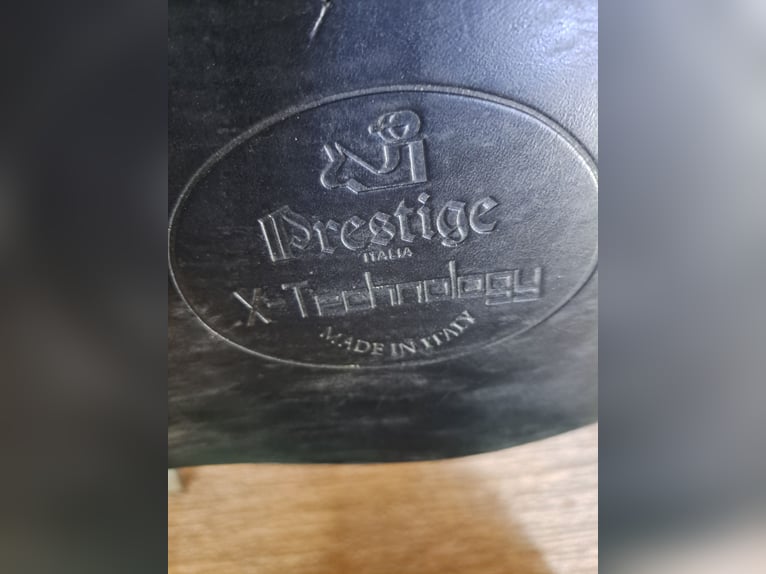 Prestige
ITALIA
X-Technology
MADE IN ITALY